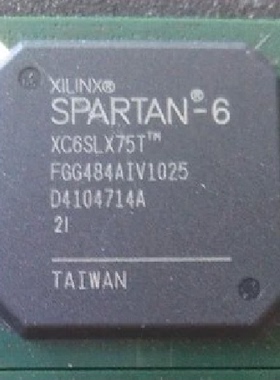 XILINX®
SPARTAN®-6
XC6SLX75T™
FGG484AIV1025
D4104714A
2I
TAIWAN